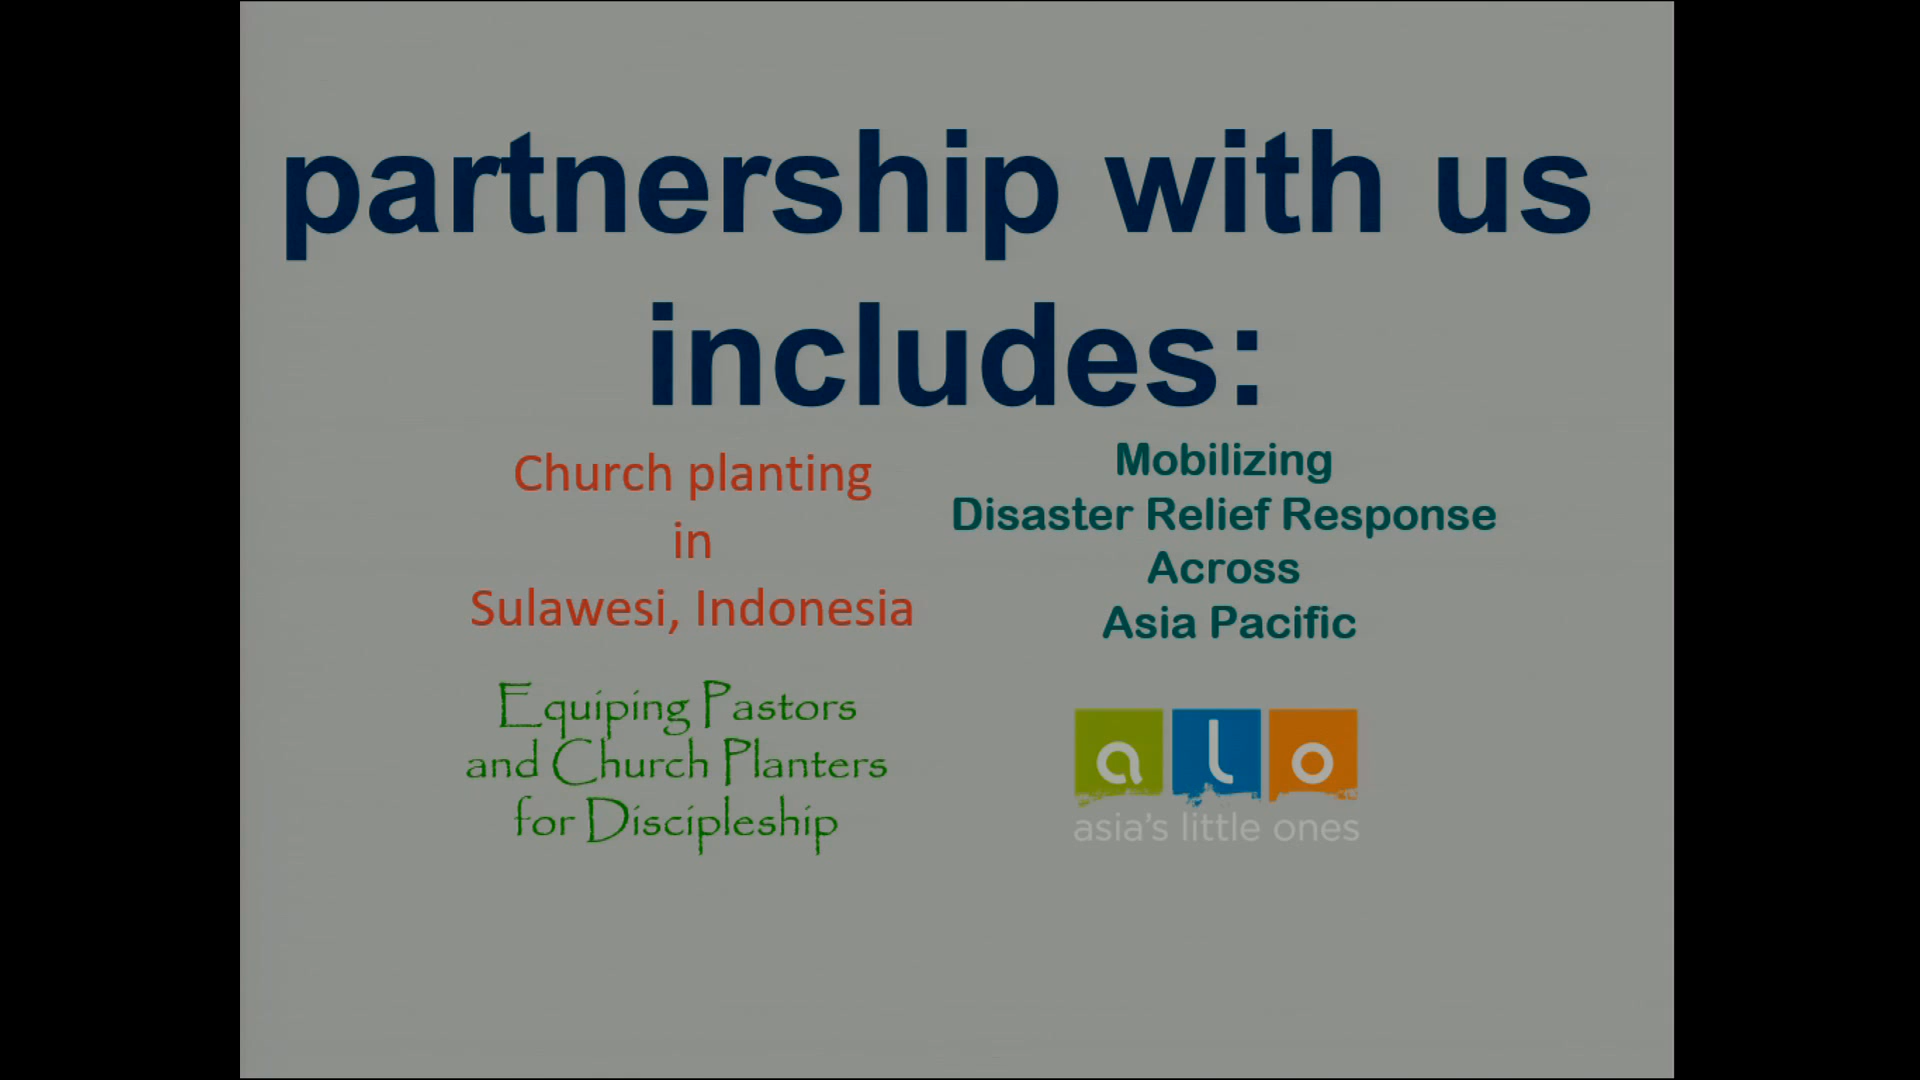 partnership with us
includes:
Church planting
in
Sulawesi, Indonesia
Mobilizing
Disaster Relief Response
Across
Asia Pacific
Equiping Pastors
and Church Planters
for Discipleship
alo
asia's little ones